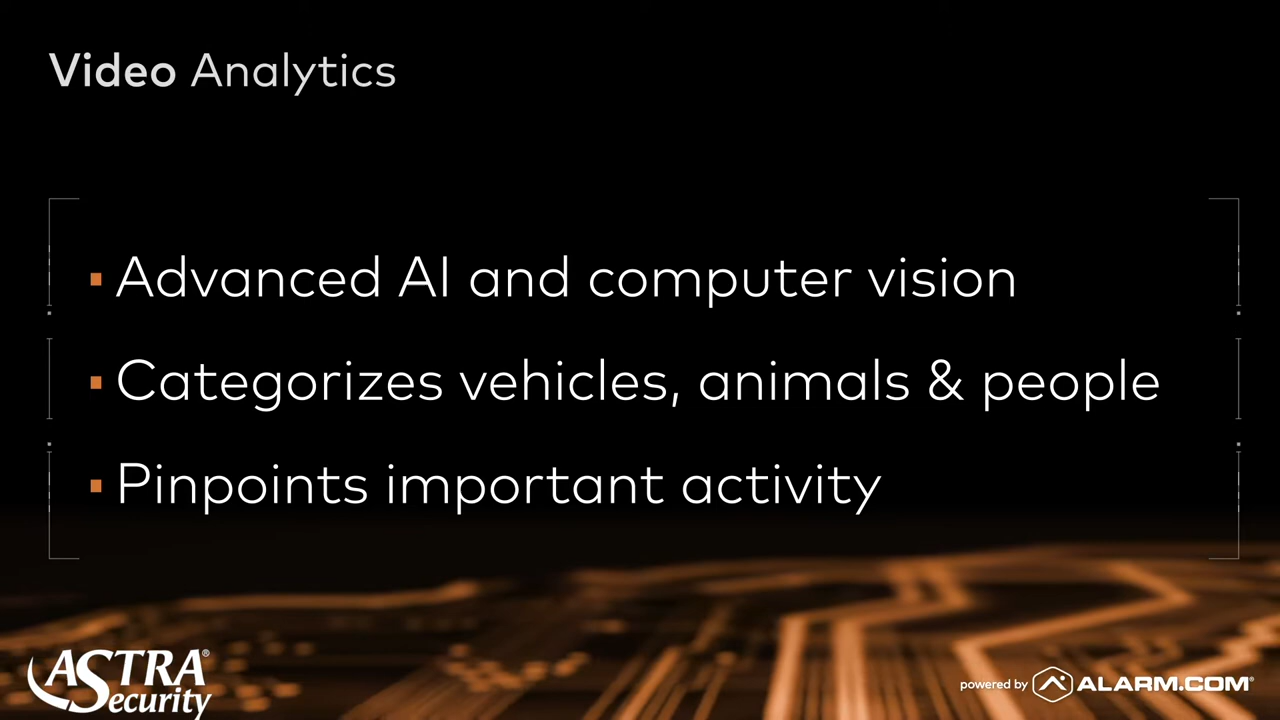 Video Analytics
Advanced AI and computer vision
Categorizes vehicles, animals & people
Pinpoints important activity
ASTRA®
Security
powered by ALARM.COM®